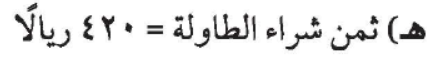 هـ) ثمن شراء الطاولة = ٤٢٠ ريالًا